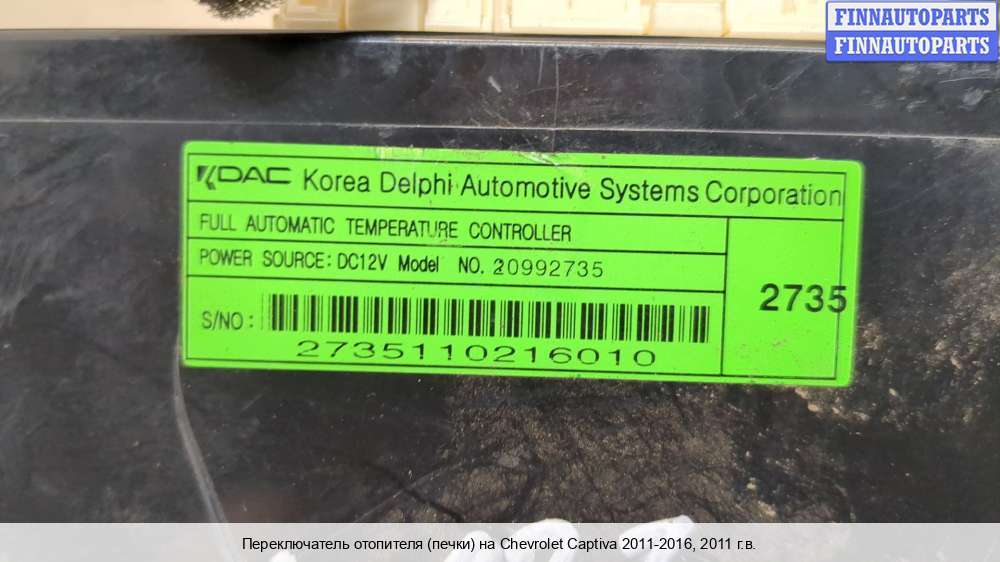 FINNAUTOPARTS
FINNAUTOPARTS
KDAC Korea Delphi Automotive Systems Corporation
FULL AUTOMATIC TEMPERATURE CONTROLLER
POWER SOURCE: DC12V Model NO. 20992735
2735
S/NO :
2735110216010
Переключатель отопителя (печки) на Chevrolet Captiva 2011-2016, 2011 г.в.